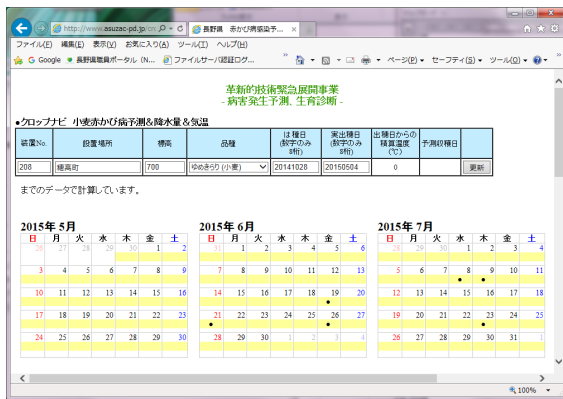 http://www.asuzac-pd.jp/cn
長野県 赤かび病感染予...
ファイル(F) 編集(E) 表示(V) お気に入り(A) ツール(T) ヘルプ(H)
Google 長野県職員ポータル (N... ファイルサーバ認証ログ... ページ(P) セーフティ(S) ツール(O)
革新的技術緊急展開事業
- 病害発生予測、生育診断 -
●クロップナビ 小麦赤かび病予測&降水量&気温
装置No. 設置場所 標高 品種 は種日(数字のみ8桁) 実出穂日(数字のみ8桁) 出穂日からの積算温度(℃) 予測収穫日
208 穂高町 700 ゆめきらり(小麦) 20141028 20150504 0 更新
までのデータで計算しています。
2015年 5月 2015年 6月 2015年 7月
日 月 火 水 木 金 土 日 月 火 水 木 金 土 日 月 火 水 木 金 土
26 27 28 29 30 1 2 31 1 2 3 4 5 6 28 29 30 1 2 3 4
3 4 5 6 7 8 9 7 8 9 10 11 12 13 5 6 7 8 9 10 11
● ●
10 11 12 13 14 15 16 14 15 16 17 18 19 20 12 13 14 15 16 17 18
●
17 18 19 20 21 22 23 21 22 23 24 25 26 27 19 20 21 22 23 24 25
● ● ●
24 25 26 27 28 29 30 28 29 30 1 2 3 4 26 27 28 29 30 31 1
100%